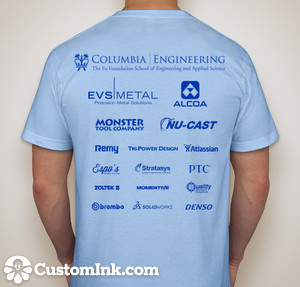 COLUMBIA | ENGINEERING
The Fu Foundation School of Engineering and Applied Science
EVS|METAL
Precision Metal Solutions
ALCOA
MONSTER
TOOL COMPANY
NU-CAST
Remy
TRI-POWER DESIGN
Atlassian
Espo's
Stratasys
PTC
ZOLTEK
MOMENTIVE
Quality
brembo
SOLIDWORKS
DENSO
CustomInk.com